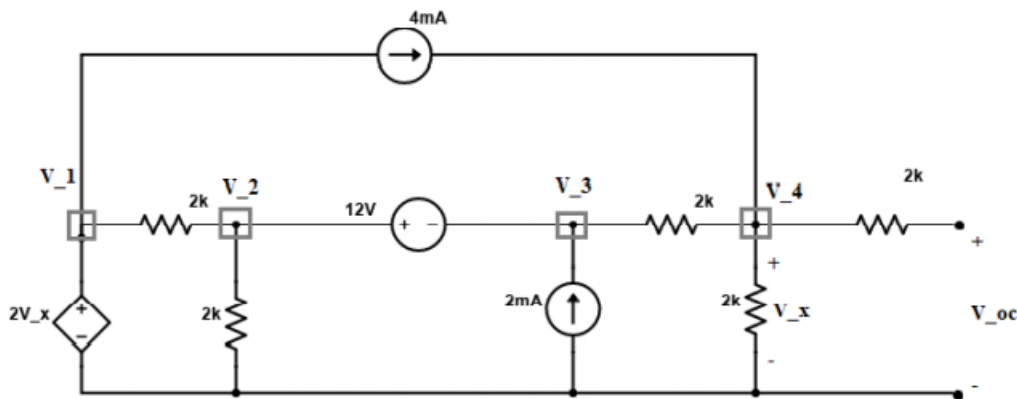 4mA
V_1
2k
V_2
12V
V_3
2k
V_4
2k
+
-
+
+
+
-
2V_x
2k
2mA
2k
V_x
V_oc
-
-